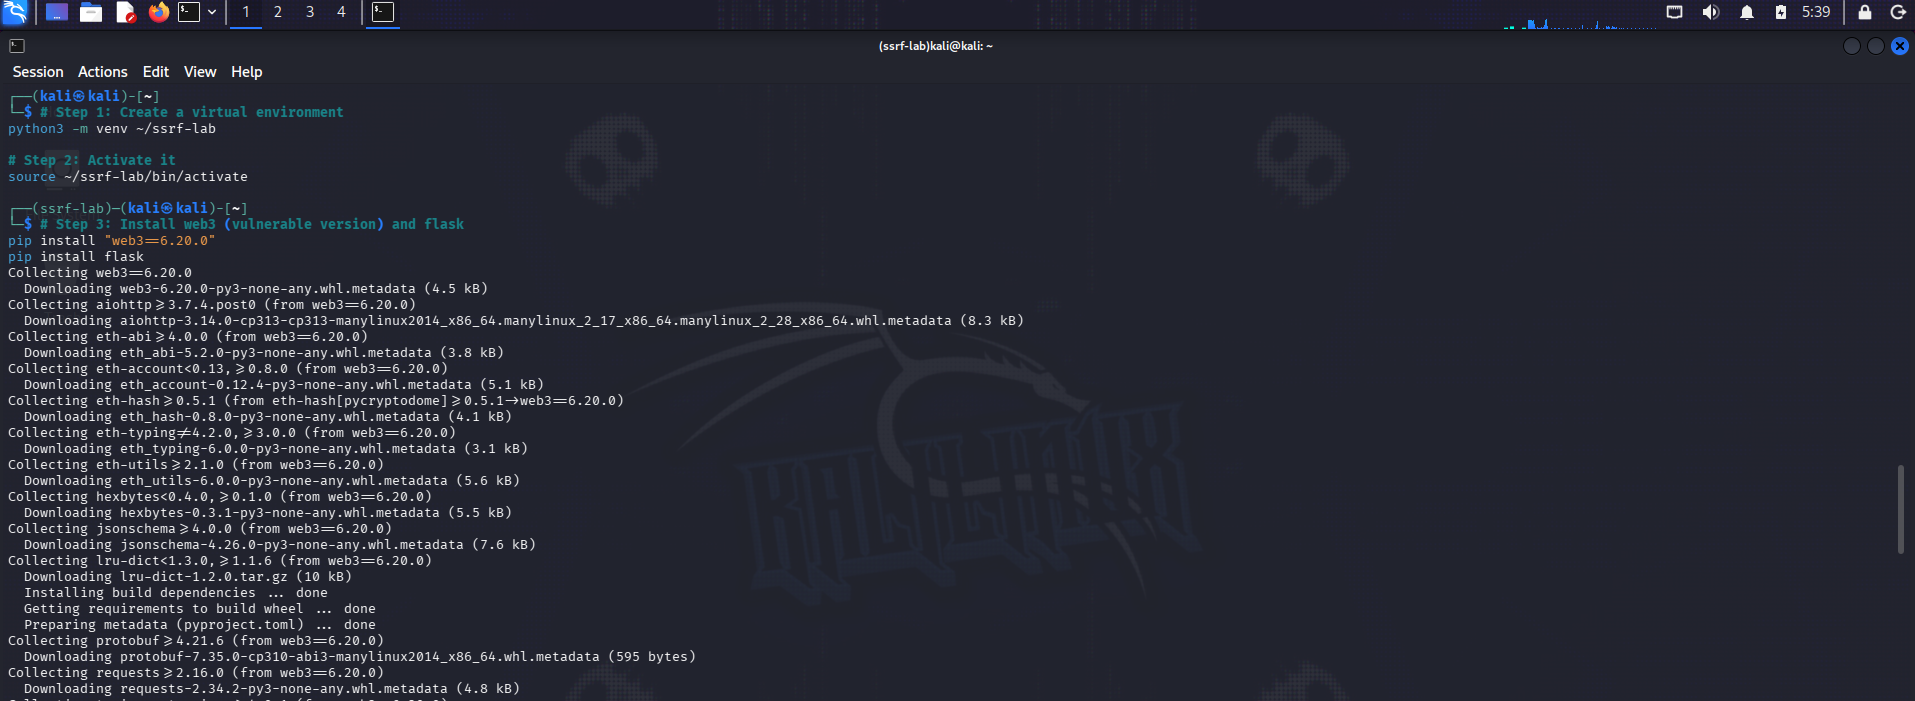 1 2 3 4 5:39
(ssrf-lab)kali@kali: ~
Session Actions Edit View Help
┌──(kali㉿kali)-[~]
└─$ # Step 1: Create a virtual environment
python3 -m venv ~/ssrf-lab
# Step 2: Activate it
source ~/ssrf-lab/bin/activate
┌──(ssrf-lab)─(kali㉿kali)-[~]
└─$ # Step 3: Install web3 (vulnerable version) and flask
pip install "web3==6.20.0"
pip install flask
Collecting web3==6.20.0
Downloading web3-6.20.0-py3-none-any.whl.metadata (4.5 kB)
Collecting aiohttp>=3.7.4.post0 (from web3==6.20.0)
Downloading aiohttp-3.14.0-cp313-cp313-manylinux2014_x86_64.manylinux_2_17_x86_64.manylinux_2_28_x86_64.whl.metadata (8.3 kB)
Collecting eth-abi>=4.0.0 (from web3==6.20.0)
Downloading eth_abi-5.2.0-py3-none-any.whl.metadata (3.8 kB)
Collecting eth-account<0.13,>=0.8.0 (from web3==6.20.0)
Downloading eth_account-0.12.4-py3-none-any.whl.metadata (5.1 kB)
Collecting eth-hash>=0.5.1 (from eth-hash[pycryptodome]>=0.5.1->web3==6.20.0)
Downloading eth_hash-0.8.0-py3-none-any.whl.metadata (4.1 kB)
Collecting eth-typing!=4.2.0,>=3.0.0 (from web3==6.20.0)
Downloading eth_typing-6.0.0-py3-none-any.whl.metadata (3.1 kB)
Collecting eth-utils>=2.1.0 (from web3==6.20.0)
Downloading eth_utils-6.0.0-py3-none-any.whl.metadata (5.6 kB)
Collecting hexbytes<0.4.0,>=0.1.0 (from web3==6.20.0)
Downloading hexbytes-0.3.1-py3-none-any.whl.metadata (5.5 kB)
Collecting jsonschema>=4.0.0 (from web3==6.20.0)
Downloading jsonschema-4.26.0-py3-none-any.whl.metadata (7.6 kB)
Collecting lru-dict<1.3.0,>=1.1.6 (from web3==6.20.0)
Downloading lru-dict-1.2.0.tar.gz (10 kB)
Installing build dependencies ... done
Getting requirements to build wheel ... done
Preparing metadata (pyproject.toml) ... done
Collecting protobuf>=4.21.6 (from web3==6.20.0)
Downloading protobuf-7.35.0-cp310-abi3-manylinux2014_x86_64.whl.metadata (595 bytes)
Collecting requests>=2.16.0 (from web3==6.20.0)
Downloading requests-2.34.2-py3-none-any.whl.metadata (4.8 kB)
KALI LINUX